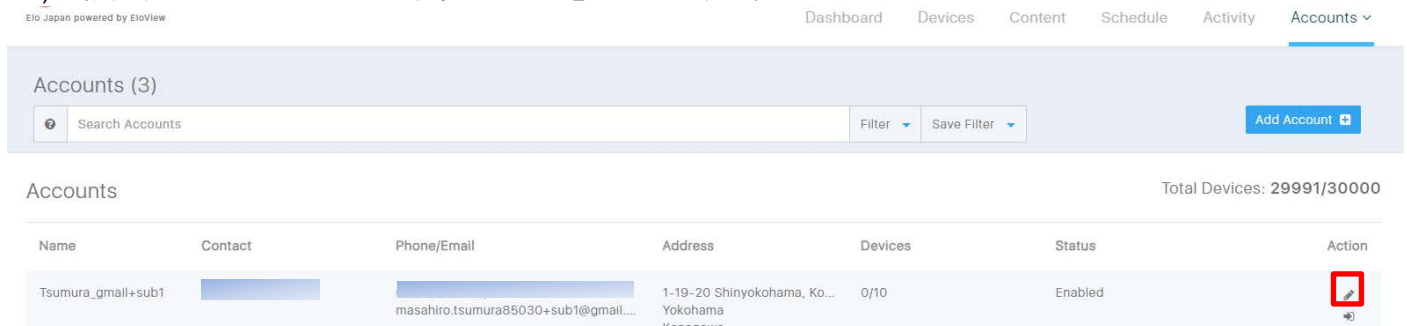 Elo Japan powered by EloView
Dashboard Devices Content Schedule Activity Accounts
Accounts (3)
Search Accounts Filter Save Filter Add Account
Accounts
Total Devices: 29991/30000
Name Contact Phone/Email Address Devices Status Action
Tsumura_gmail+sub1 1-19-20 Shinyokohama, Ko... 0/10 Enabled
masahiro.tsumura85030+sub1@gmail.... Yokohama